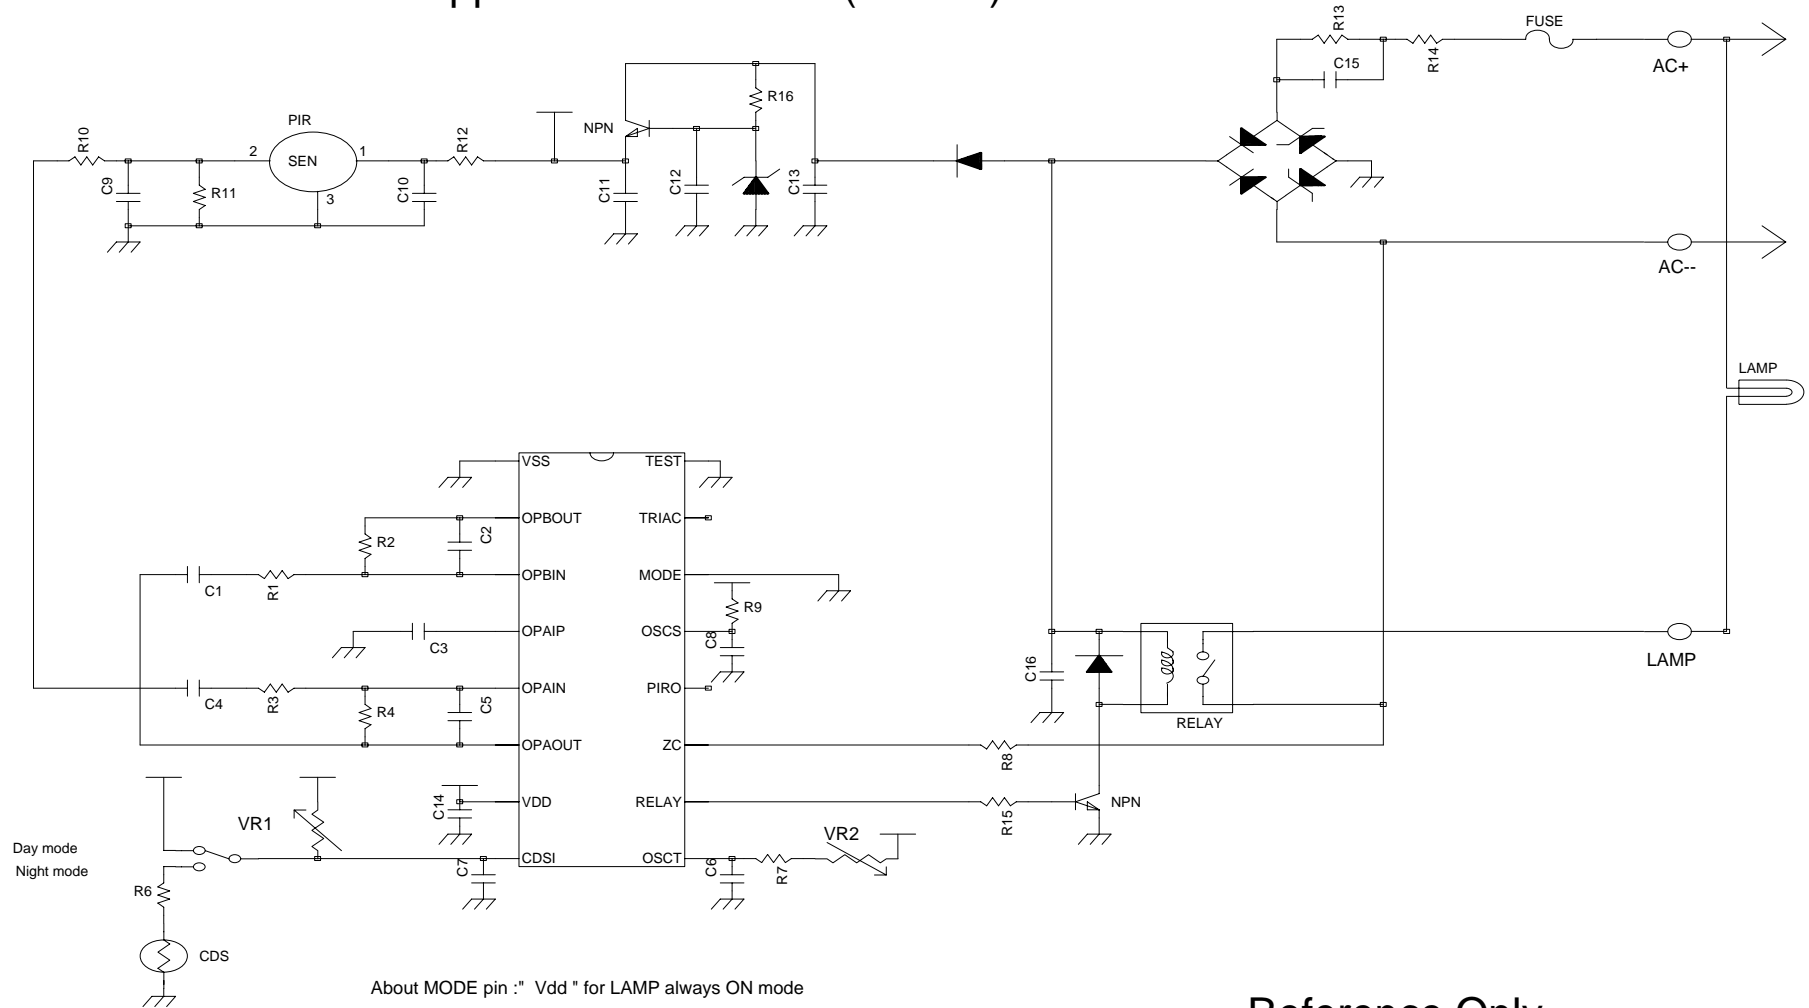 R13
FUSE
R14
C15
AC+
R16
NPN
PIR
R10
2
SEN
1
R12
C9
R11
3
C10
C11
C12
C13
AC--
LAMP
VSS
TEST
OPBOUT
TRIAC
R2
C2
OPBIN
MODE
C1
R1
R9
OPAIP
OSCS
C3
C8
C16
LAMP
OPAIN
PIRO
C4
R3
R4
C5
RELAY
OPAOUT
ZC
R8
C14
VDD
RELAY
R15
NPN
VR1
VR2
Day mode
Night mode
CDSI
OSCT
C7
C6
R7
R6
CDS
About MODE pin :" Vdd " for LAMP always ON mode